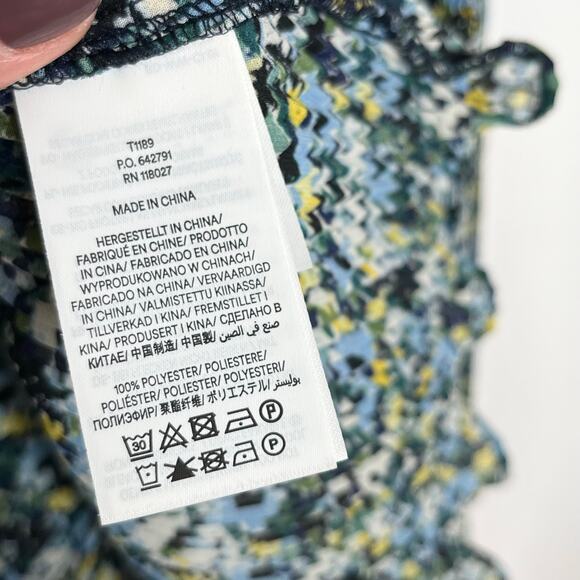 T1189
P.O. 642791
RN 118027
MADE IN CHINA
HERGESTELLT IN CHINA/
FABRIQUÉ EN CHINE/ PRODOTTO
IN CINA/ FABRICADO EN CHINA/
WYPRODUKOWANO W CHINACH/
FABRICADO NA CHINA/ VERVAARDIGD
IN CHINA/ VALMISTETTU KIINASSA/
TILLVERKAD I KINA/ FREMSTILLET I
KINA/ PRODUSERT I KINA/ СДЕЛАНО В
КИТАЕ/ 中国制造/ 中国製/ صنع في الصين
100% POLYESTER/ POLIESTERE/
POLIÉSTER/ POLIESTER/ POLYESTERI/
ПОЛИЭФИР/ 聚酯纤维/ ポリエステル/ بوليستر
30 P
P